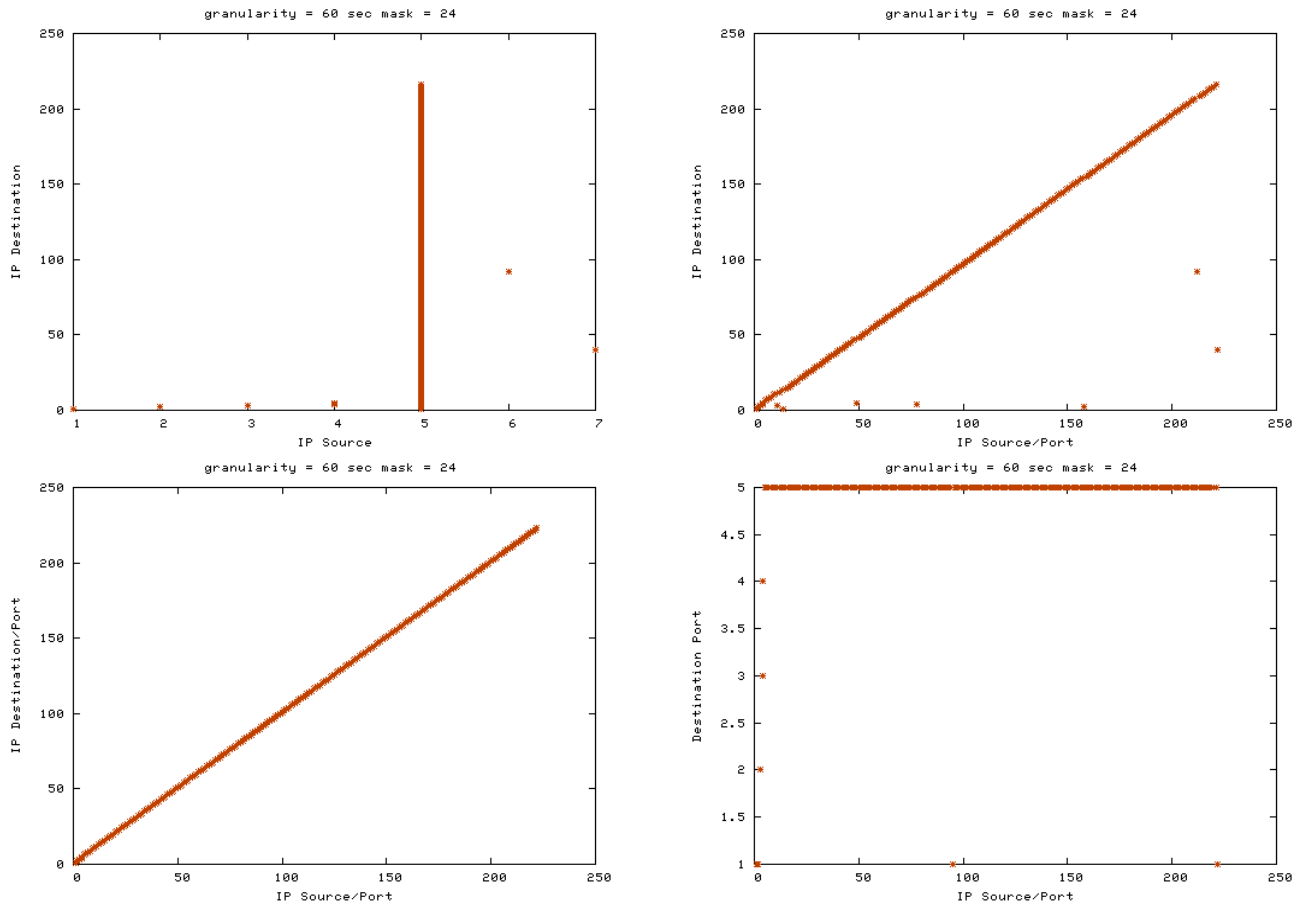 granularity = 60 sec mask = 24
250
200
150
100
50
0
IP Destination
1 2 3 4 5 6 7
IP Source
granularity = 60 sec mask = 24
250
200
150
100
50
0
IP Destination
0 50 100 150 200 250
IP Source/Port
granularity = 60 sec mask = 24
250
200
150
100
50
0
IP Destination/Port
0 50 100 150 200 250
IP Source/Port
granularity = 60 sec mask = 24
5
4.5
4
3.5
3
2.5
2
1.5
1
Destination Port
0 50 100 150 200 250
IP Source/Port